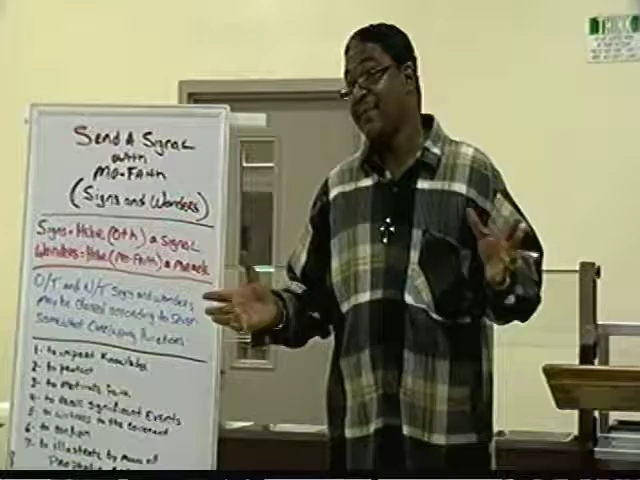 Send A Signal
with
Mo-Faith
(Signs and Wonders)
Signs = Hebr (Oth) a Signal
Wonders = Hebr (Mo-Faith) a Miracle
O/T and N/T Signs and wonders
may be classed according to Seven
Somewhat Overlapping Functions
1- to impart Knowledge
2- to protect
3- to motivate Faith
4- to recall significant Events
5- to witness to the covenant
6- to confirm
7- to illustrate by means of
THINK